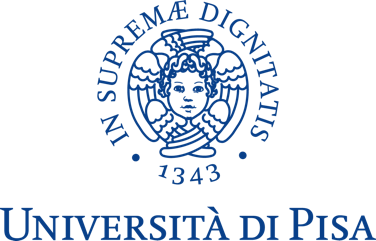 IN SUPREMÆ DIGNITATIS
1343
UNIVERSITÀ DI PISA